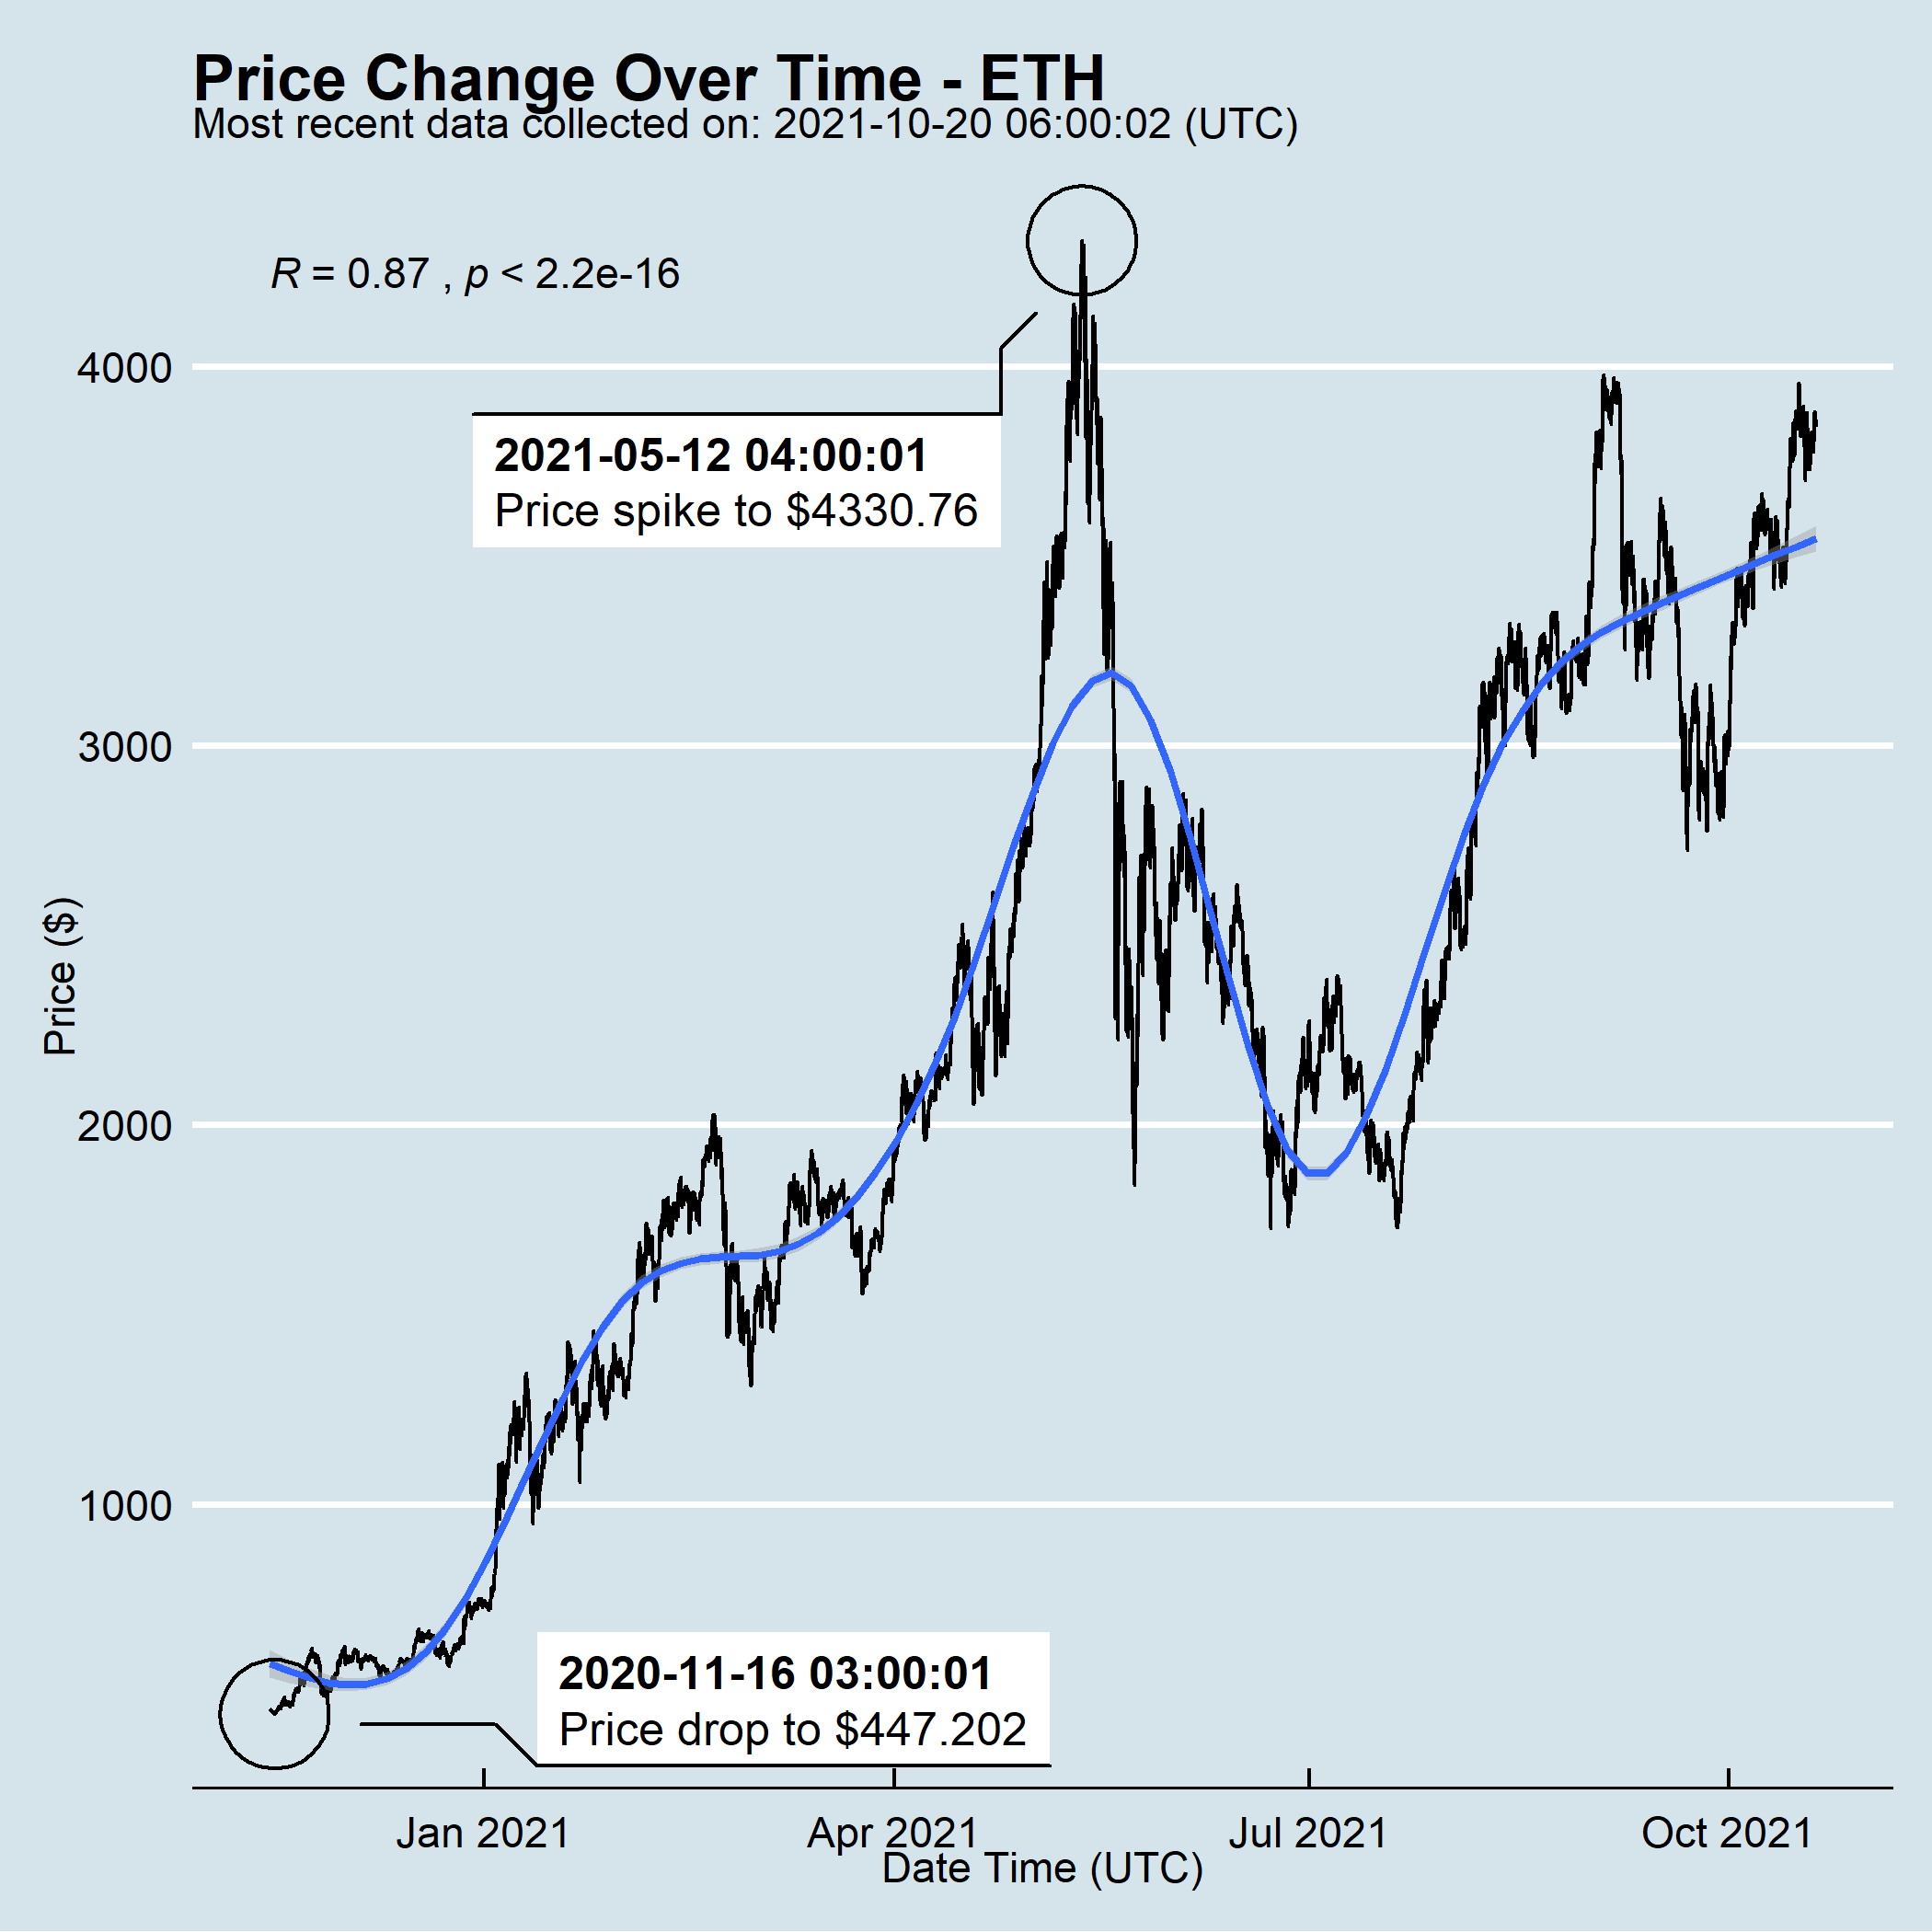 Price Change Over Time - ETH
Most recent data collected on: 2021-10-20 06:00:02 (UTC)
R = 0.87 , p < 2.2e-16
4000
2021-05-12 04:00:01
Price spike to $4330.76
3000
Price ($)
2000
1000
2020-11-16 03:00:01
Price drop to $447.202
Jan 2021 Apr 2021 Jul 2021 Oct 2021
Date Time (UTC)